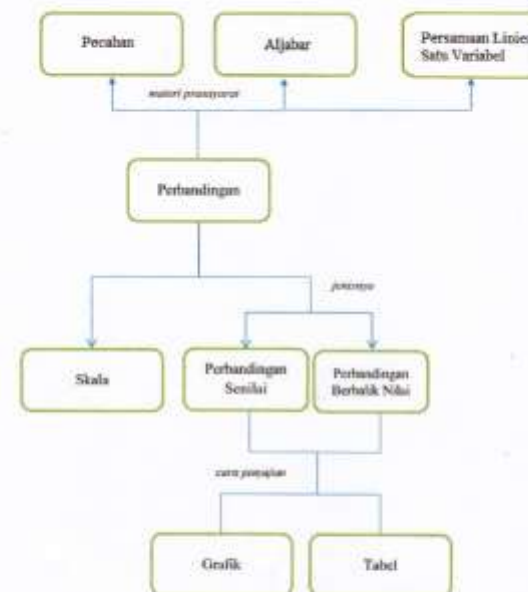 Pecahan
Aljabar
Persamaan Linier
Satu Variabel
materi prasyarat
Perbandingan
jenisnya
Skala
Perbandingan
Senilai
Perbandingan
Berbalik Nilai
cara penyajian
Grafik
Tabel